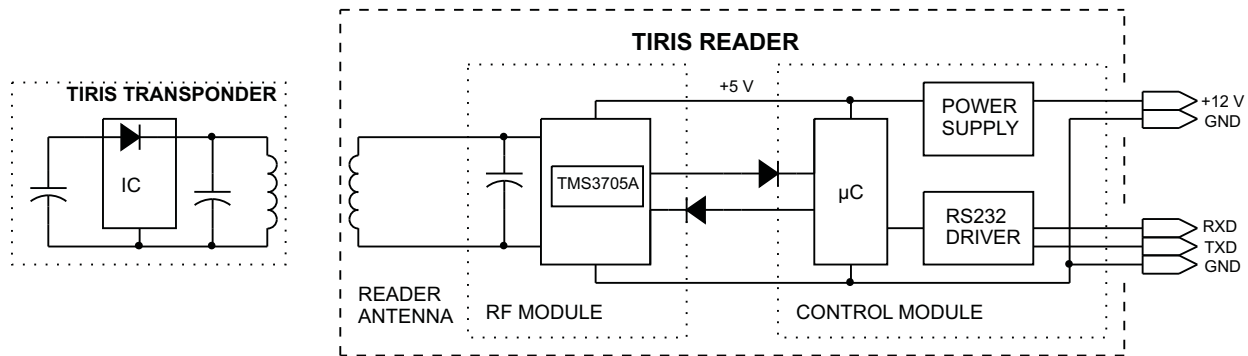 TIRIS READER
TIRIS TRANSPONDER
IC
+5 V
TMS3705A
µC
POWER
SUPPLY
RS232
DRIVER
+12 V
GND
RXD
TXD
GND
READER
ANTENNA
RF MODULE
CONTROL MODULE